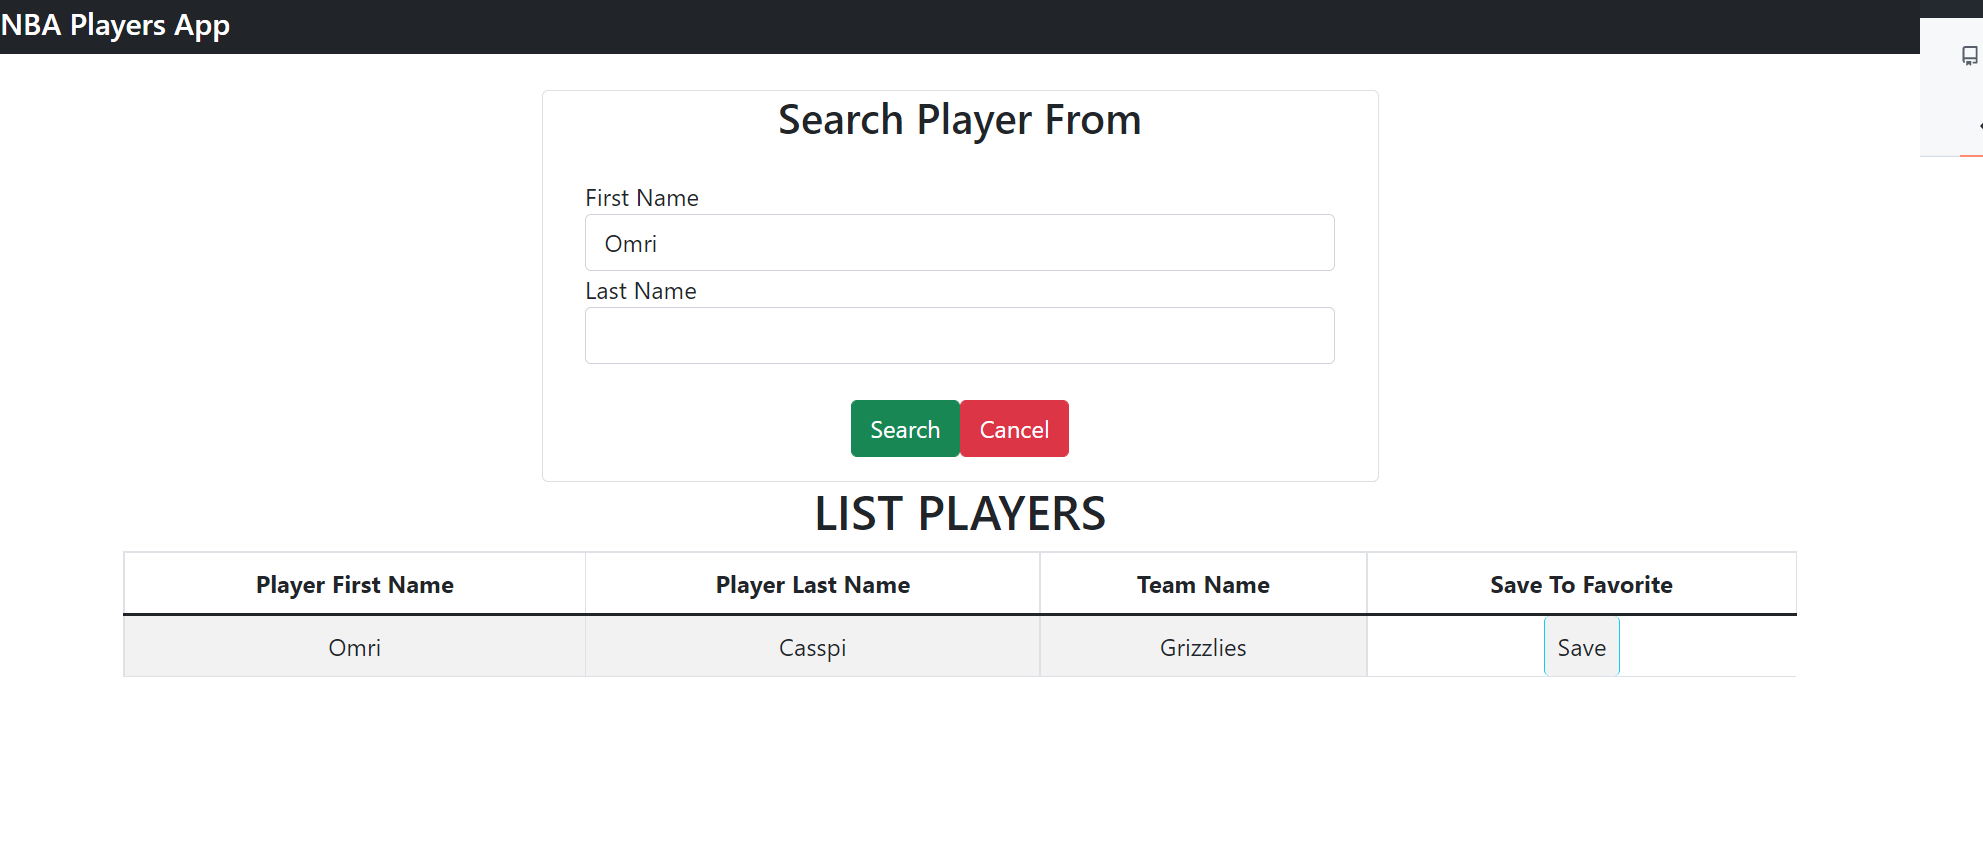 NBA Players App
Search Player From
First Name
Omri
Last Name
Search Cancel
LIST PLAYERS
Player First Name Player Last Name Team Name Save To Favorite
Omri Casspi Grizzlies Save